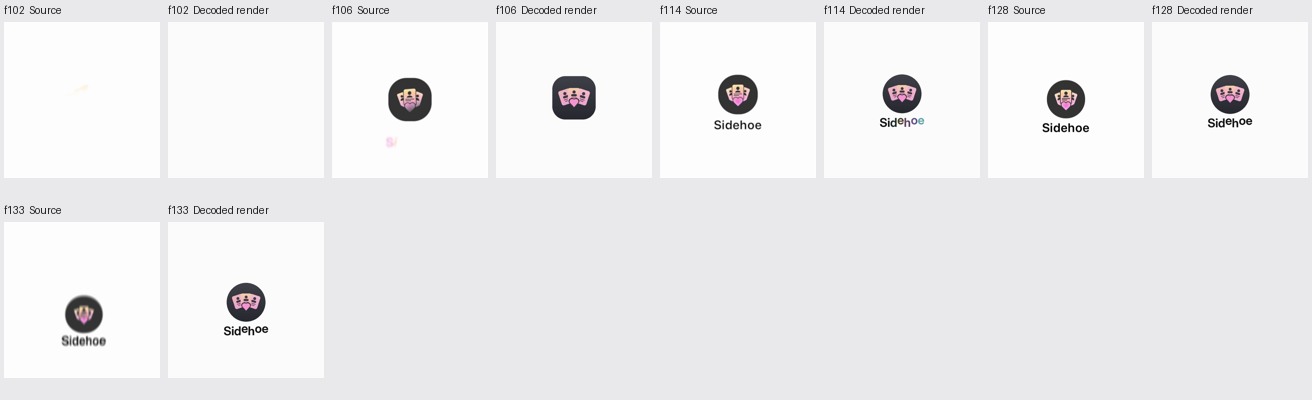 f102 Source
f102 Decoded render
f106 Source
f106 Decoded render
f114 Source
f114 Decoded render
f128 Source
f128 Decoded render
Sidehoe
Sidehoe
Sidehoe
Sidehoe
f133 Source
f133 Decoded render
Sidehoe
Sidehoe